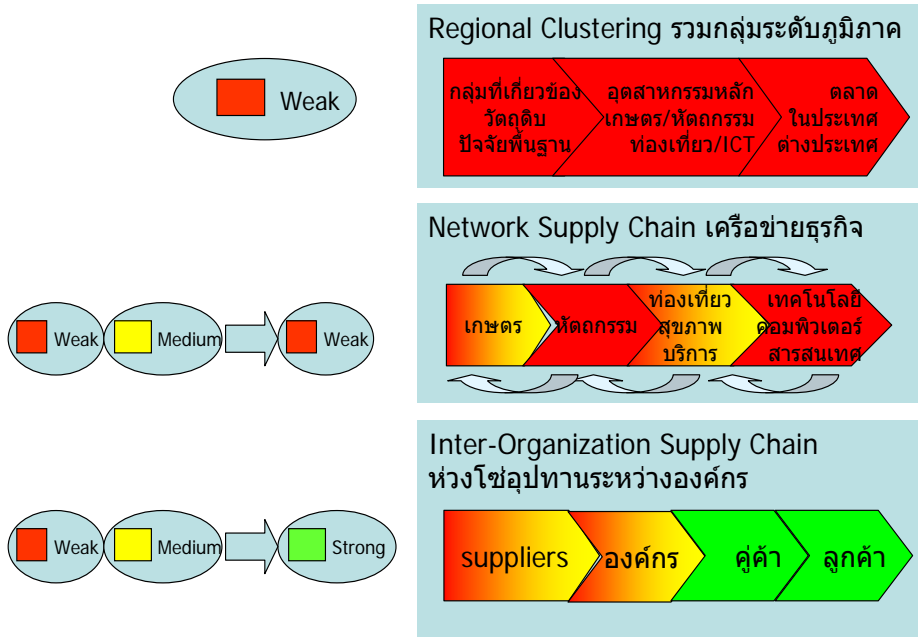 Weak
Regional Clustering รวมกลุ่มระดับภูมิภาค
กลุ่มที่เกี่ยวข้อง
วัตถุดิบ
ปัจจัยพื้นฐาน
อุตสาหกรรมหลัก
เกษตร/หัตถกรรม
ท่องเที่ยว/ICT
ตลาด
ในประเทศ
ต่างประเทศ
Weak Medium Weak
Network Supply Chain เครือข่ายธุรกิจ
เกษตร
หัตถกรรม
ท่องเที่ยว
สุขภาพ
บริการ
เทคโนโลยี
คอมพิวเตอร์
สารสนเทศ
Weak Medium Strong
Inter-Organization Supply Chain
ห่วงโซ่อุปทานระหว่างองค์กร
suppliers องค์กร คู่ค้า ลูกค้า